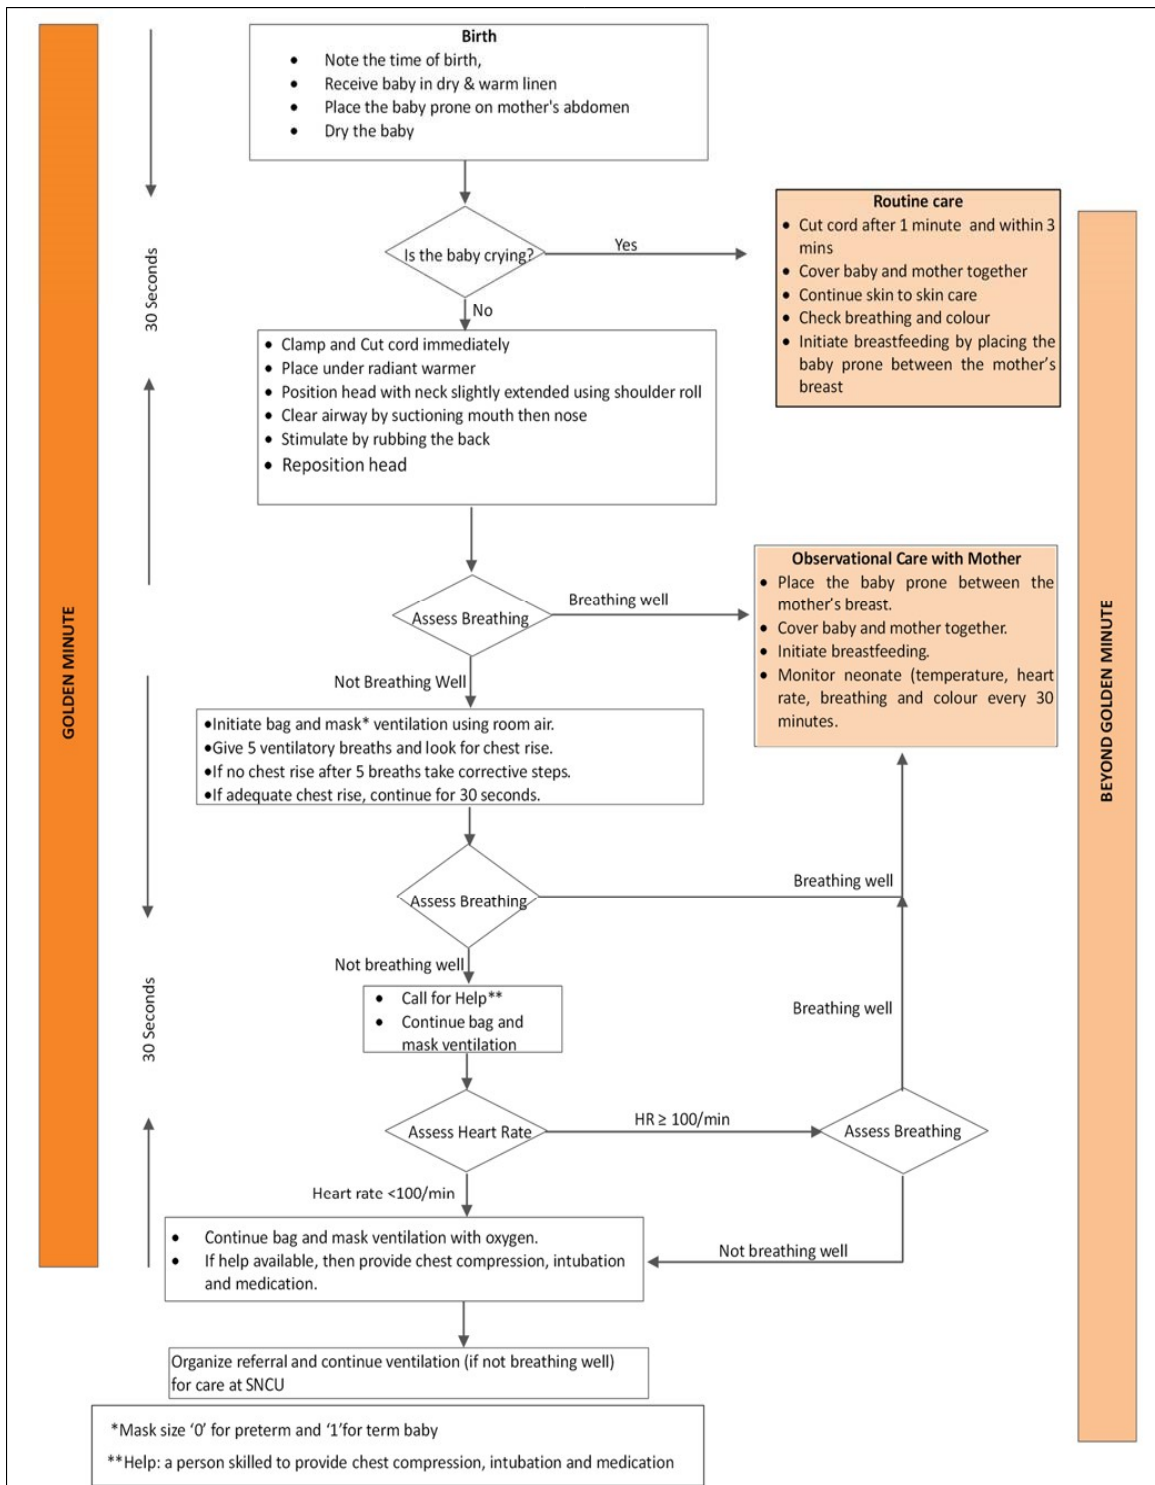 Birth
• Note the time of birth,
• Receive baby in dry & warm linen
• Place the baby prone on mother's abdomen
• Dry the baby
Is the baby crying?
Yes
No
Routine care
• Cut cord after 1 minute and within 3
mins
• Cover baby and mother together
• Continue skin to skin care
• Check breathing and colour
• Initiate breastfeeding by placing the
baby prone between the mother's
breast
30 Seconds
• Clamp and Cut cord immediately
• Place under radiant warmer
• Position head with neck slightly extended using shoulder roll
• Clear airway by suctioning mouth then nose
• Stimulate by rubbing the back
• Reposition head
Assess Breathing
Breathing well
Not Breathing Well
Observational Care with Mother
• Place the baby prone between the
mother's breast.
• Cover baby and mother together.
• Initiate breastfeeding.
• Monitor neonate (temperature, heart
rate, breathing and colour every 30
minutes.
GOLDEN MINUTE
BEYOND GOLDEN MINUTE
•Initiate bag and mask* ventilation using room air.
•Give 5 ventilatory breaths and look for chest rise.
•If no chest rise after 5 breaths take corrective steps.
•If adequate chest rise, continue for 30 seconds.
Assess Breathing
Breathing well
Not breathing well
• Call for Help**
• Continue bag and
mask ventilation
30 Seconds
Breathing well
Assess Heart Rate
HR ≥ 100/min
Assess Breathing
Heart rate <100/min
Not breathing well
• Continue bag and mask ventilation with oxygen.
• If help available, then provide chest compression, intubation
and medication.
Organize referral and continue ventilation (if not breathing well)
for care at SNCU
*Mask size '0' for preterm and '1'for term baby
**Help: a person skilled to provide chest compression, intubation and medication